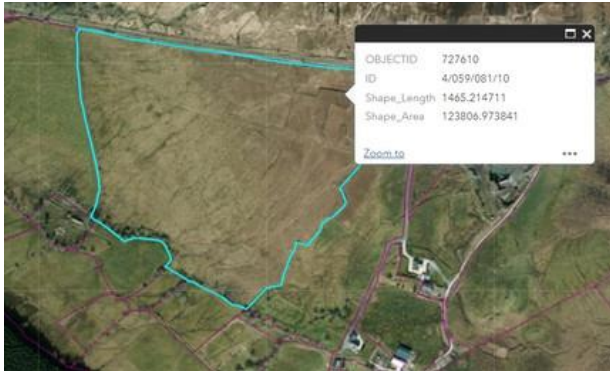 OBJECTID 727610
ID 4/059/081/10
Shape_Length 1465.214711
Shape_Area 123806.973841
Zoom to